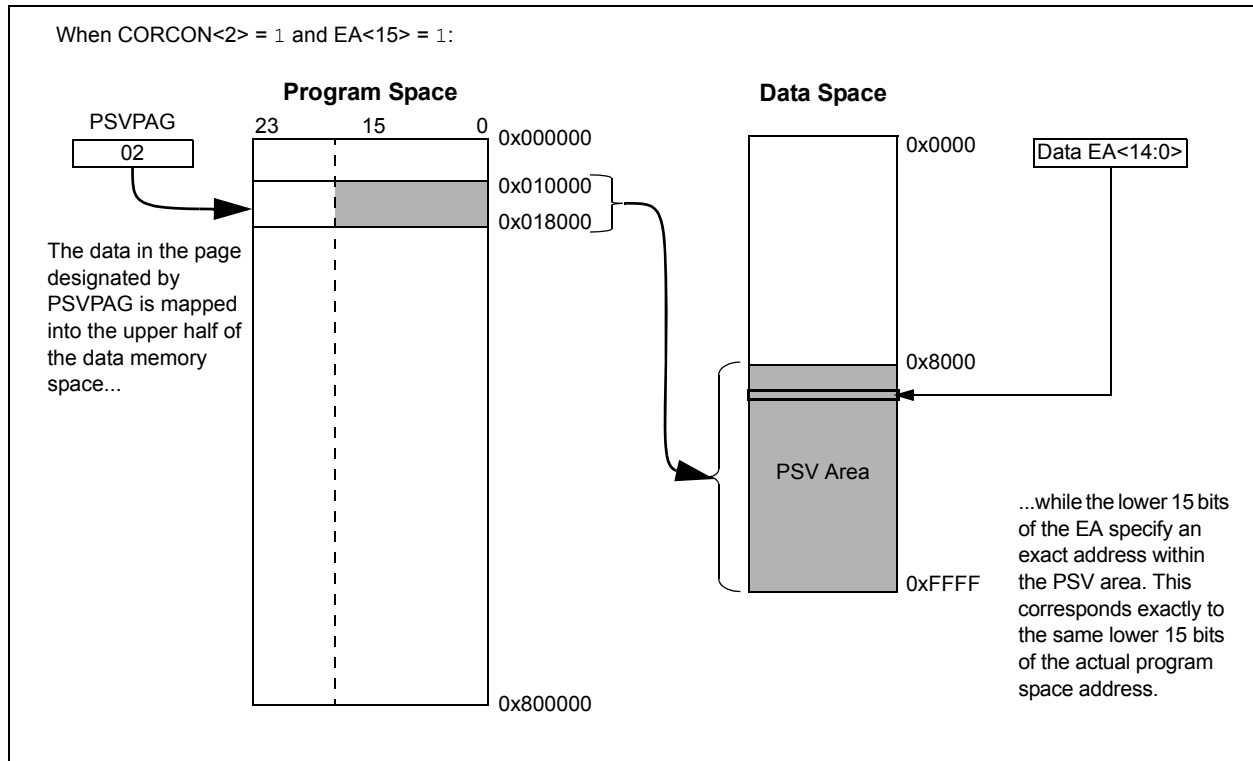 When CORCON<2> = 1 and EA<15> = 1:
Program Space
Data Space
PSVPAG
02
23 15 0
0x000000
0x010000
0x018000
0x800000
The data in the page
designated by
PSVPAG is mapped
into the upper half of
the data memory
space...
0x0000
0x8000
PSV Area
0xFFFF
Data EA<14:0>
...while the lower 15 bits
of the EA specify an
exact address within
the PSV area. This
corresponds exactly to
the same lower 15 bits
of the actual program
space address.